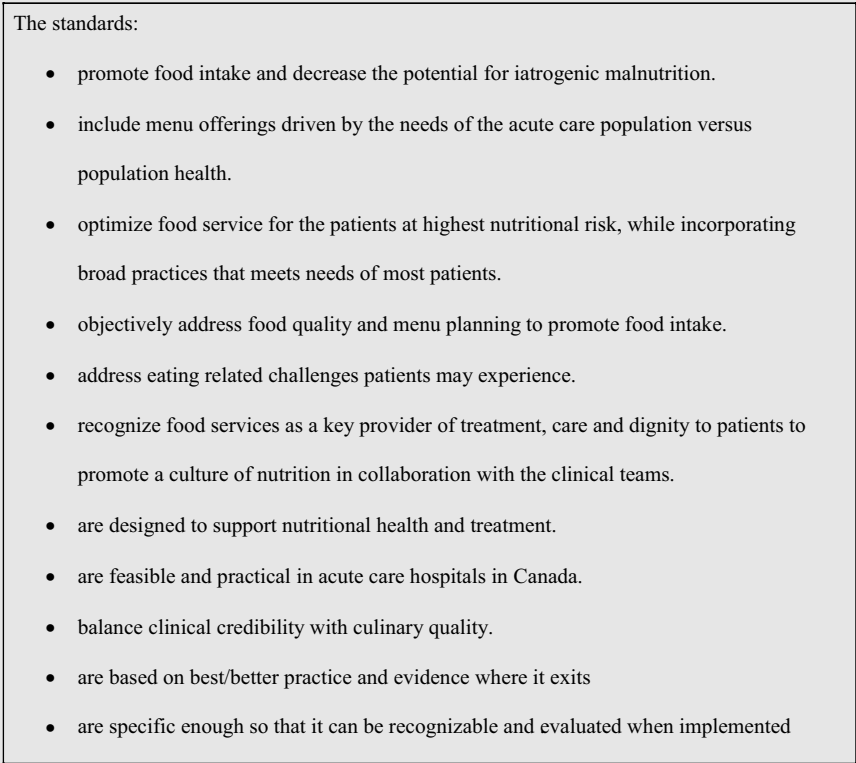 The standards:
• promote food intake and decrease the potential for iatrogenic malnutrition.
• include menu offerings driven by the needs of the acute care population versus
population health.
• optimize food service for the patients at highest nutritional risk, while incorporating
broad practices that meets needs of most patients.
• objectively address food quality and menu planning to promote food intake.
• address eating related challenges patients may experience.
• recognize food services as a key provider of treatment, care and dignity to patients to
promote a culture of nutrition in collaboration with the clinical teams.
• are designed to support nutritional health and treatment.
• are feasible and practical in acute care hospitals in Canada.
• balance clinical credibility with culinary quality.
• are based on best/better practice and evidence where it exits
• are specific enough so that it can be recognizable and evaluated when implemented